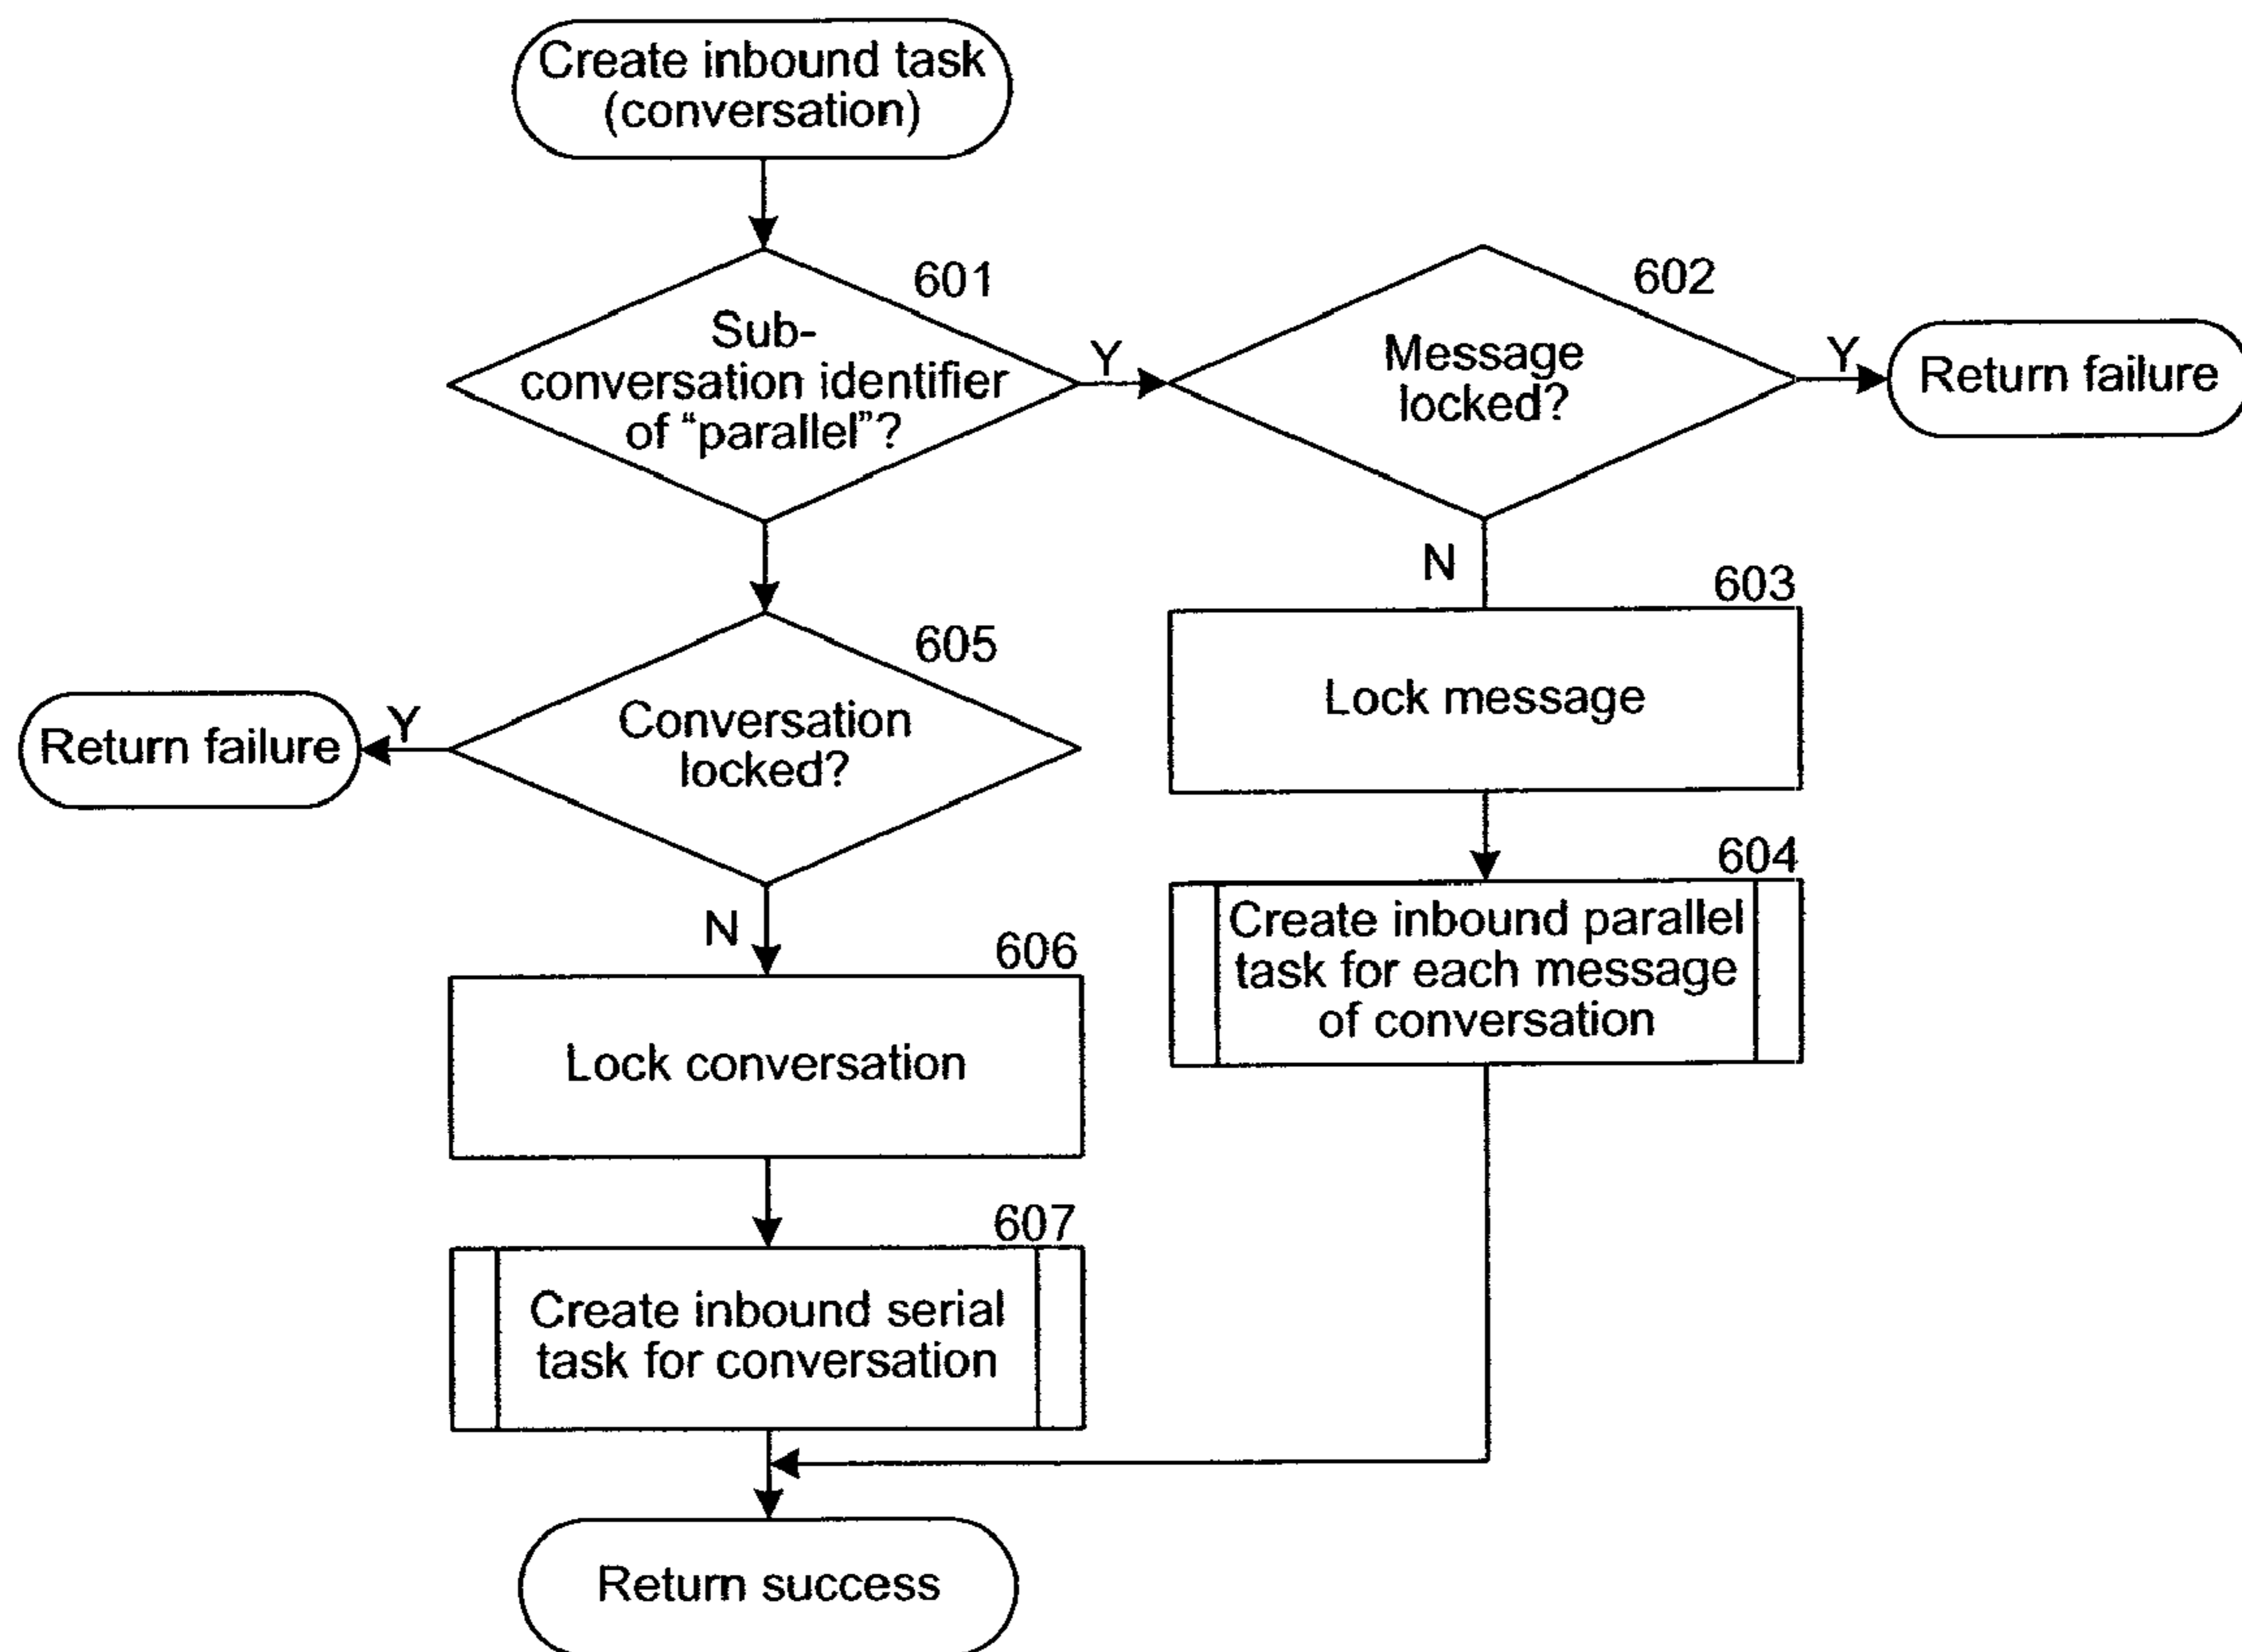 Create inbound task
(conversation)
601
Sub-
conversation identifier
of “parallel”?
Y
602
Message
locked?
Y
Return failure
N
603
Lock message
604
Create inbound parallel
task for each message
of conversation
605
Conversation
locked?
Y
Return failure
N
606
Lock conversation
607
Create inbound serial
task for conversation
Return success